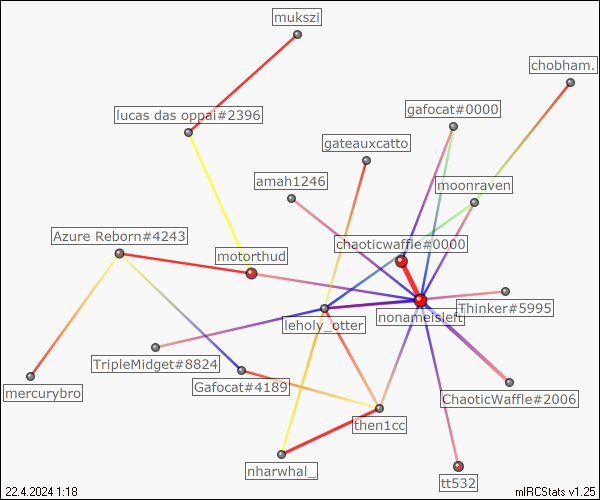 mukszi
chobham.
lucas das oppai#2396
gafocat#0000
gateauxcatto
amah1246
moonraven
Azure Reborn#4243
chaoticwaffle#0000
motorthud
Thinker#5995
nonameisleft
leholy_otter
TripleMidget#8824
Gafocat#4189
mercurybro
ChaoticWaffle#2006
then1cc
nharwhal_
tt532
22.4.2024 1:18
mIRCStats v1.25